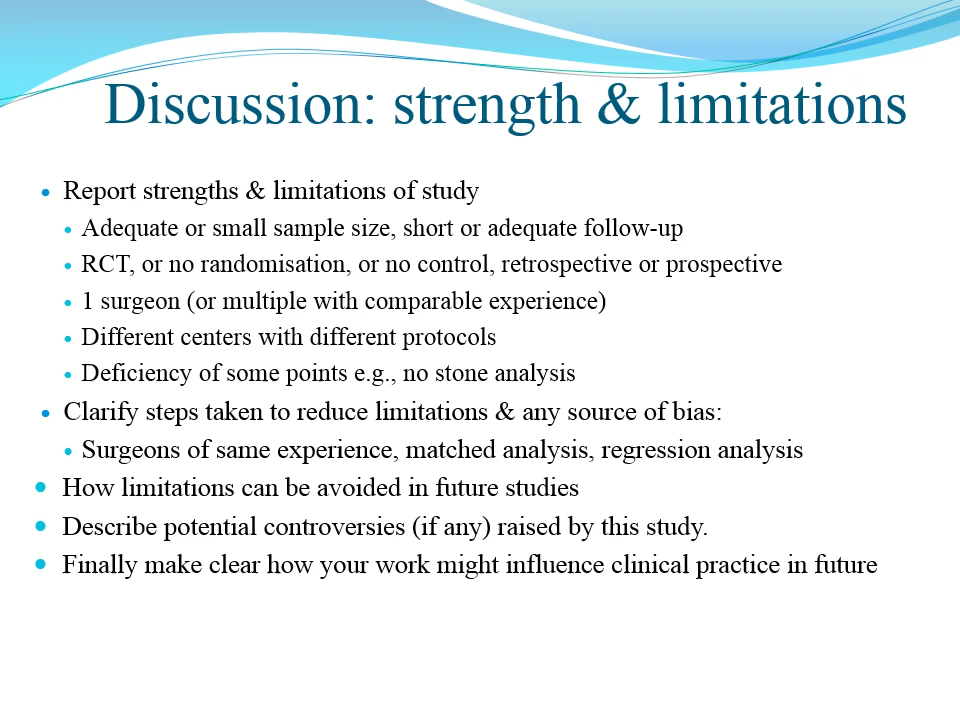 Discussion: strength & limitations
• Report strengths & limitations of study
• Adequate or small sample size, short or adequate follow-up
• RCT, or no randomisation, or no control, retrospective or prospective
• 1 surgeon (or multiple with comparable experience)
• Different centers with different protocols
• Deficiency of some points e.g., no stone analysis
• Clarify steps taken to reduce limitations & any source of bias:
• Surgeons of same experience, matched analysis, regression analysis
• How limitations can be avoided in future studies
• Describe potential controversies (if any) raised by this study.
• Finally make clear how your work might influence clinical practice in future